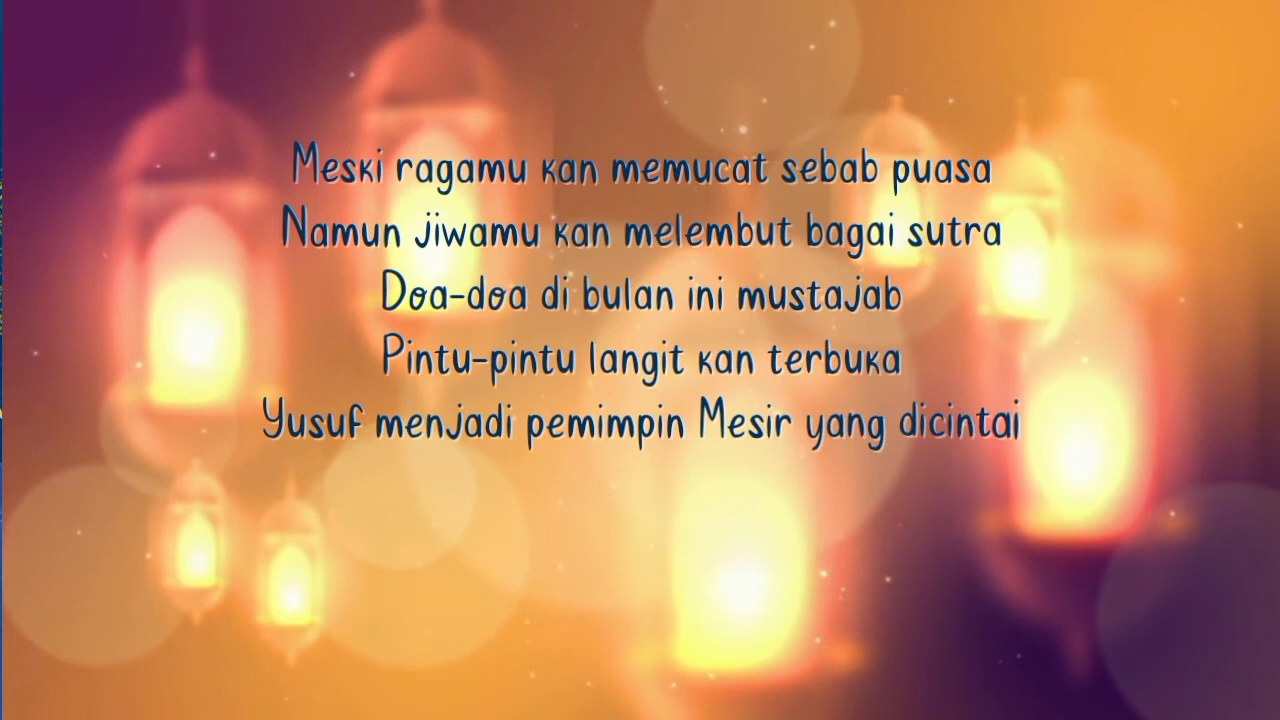 Meski ragamu kan memucat sebab puasa
Namun jiwamu kan melembut bagai sutra
Doa-doa di bulan ini mustajab
Pintu-pintu langit kan terbuka
Yusuf menjadi pemimpin Mesir yang dicintai